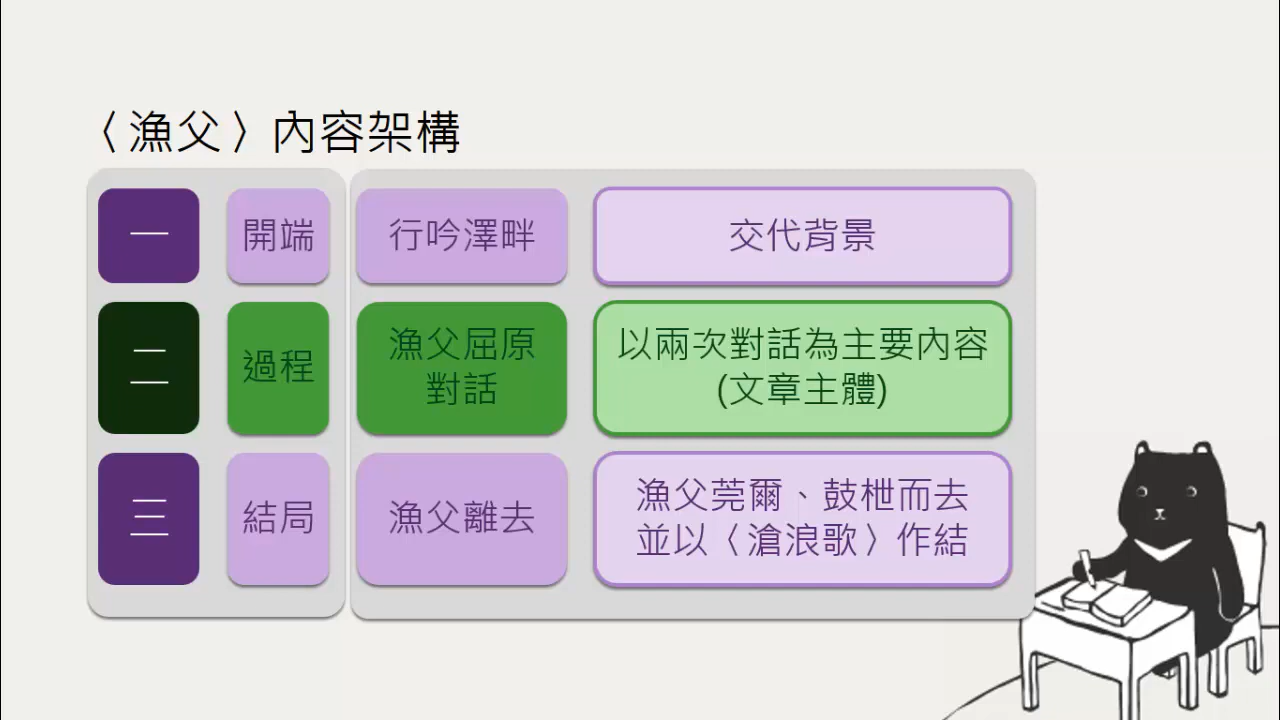 〈漁父〉內容架構
一
開端
行吟澤畔
交代背景
二
過程
漁父屈原
對話
以兩次對話為主要內容
(文章主體)
三
結局
漁父離去
漁父莞爾、鼓枻而去
並以〈滄浪歌〉作結